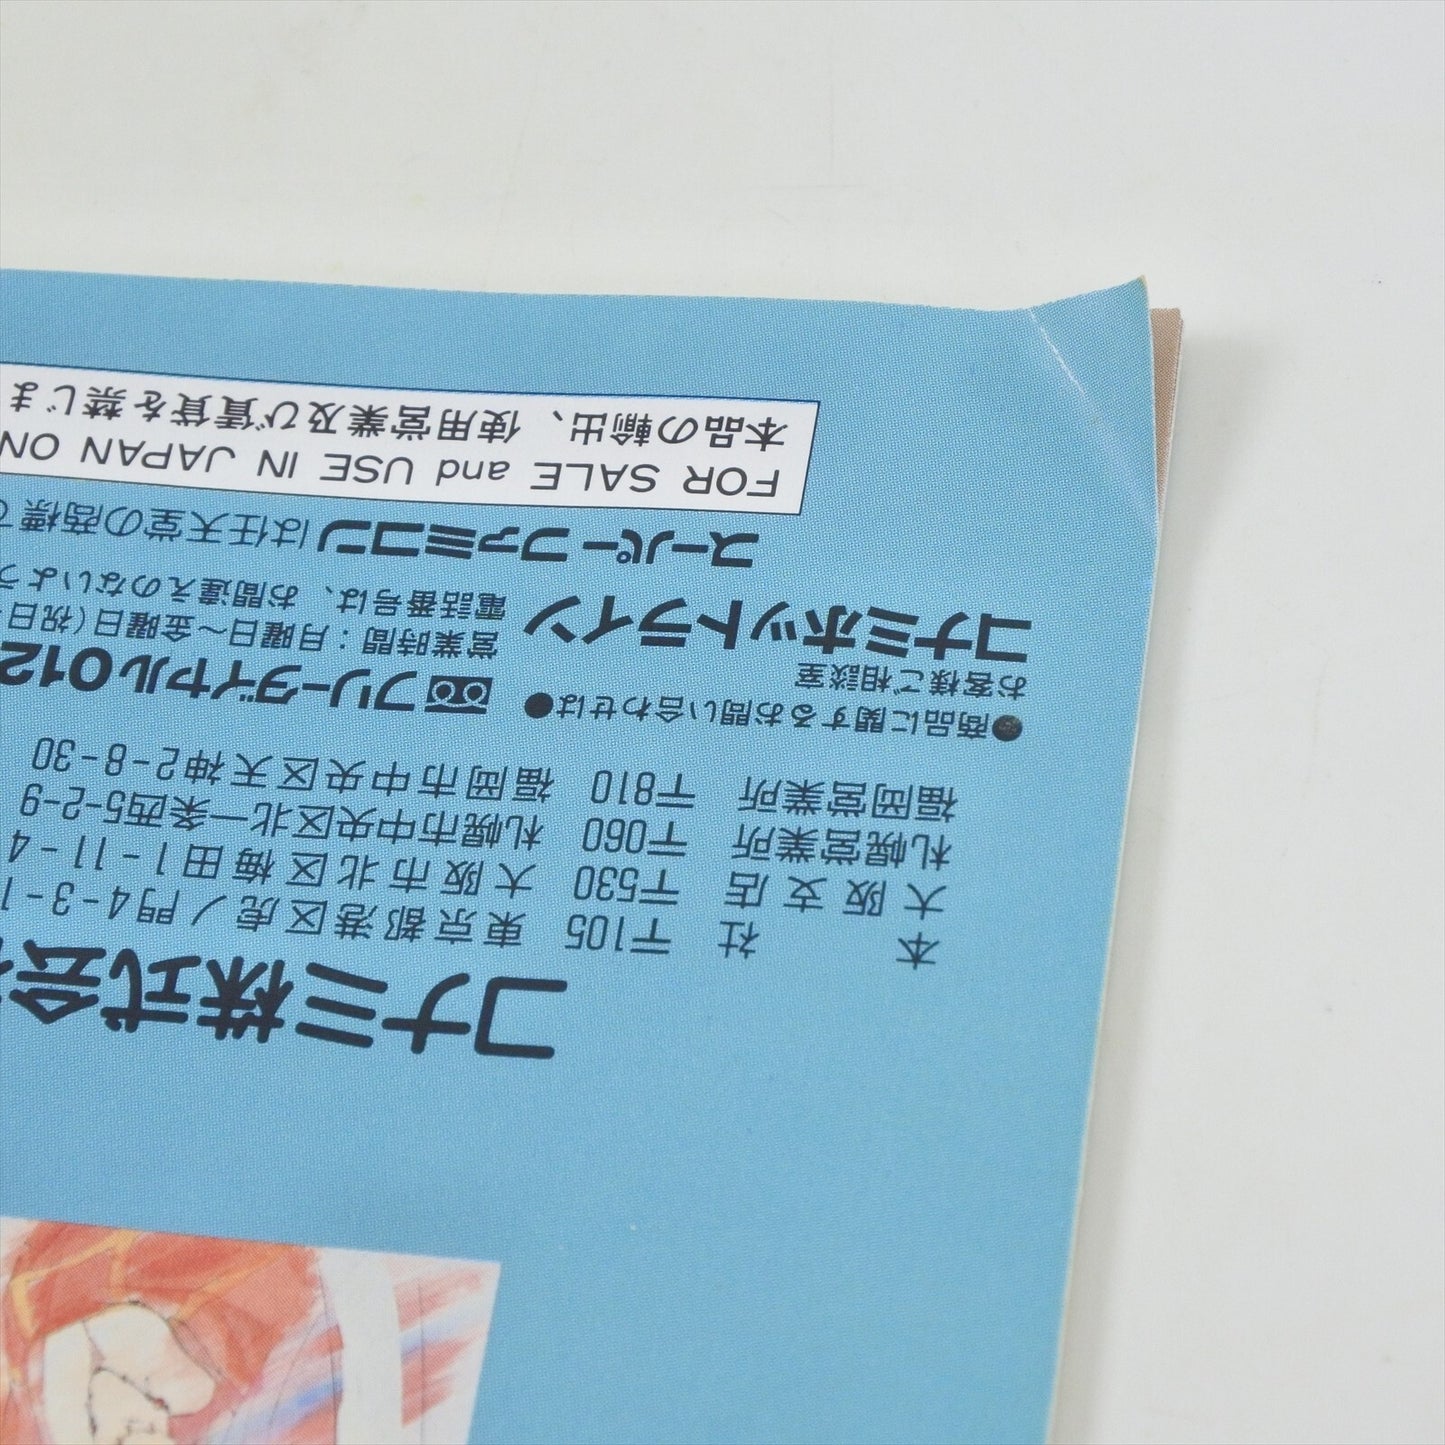 コナミ株式会
本 社 〒105 東京都港区虎ノ門4-3-1
大阪支店 〒530 大阪市北区梅田1-11-4
札幌営業所 〒060 札幌市中央区北一条西5-2-9
福岡営業所 〒810 福岡市中央区天神2-8-30
●商品に関するお問い合わせは●
お客様ご相談室
コナミホットライン
フリーダイヤル012
営業時間:月曜日〜金曜日(祝日
電話番号は、お間違えのないよう
スーパーファミコンは任天堂の商標で
FOR SALE and USE IN JAPAN ON
本品の輸出、使用営業及び賃貸を禁じま